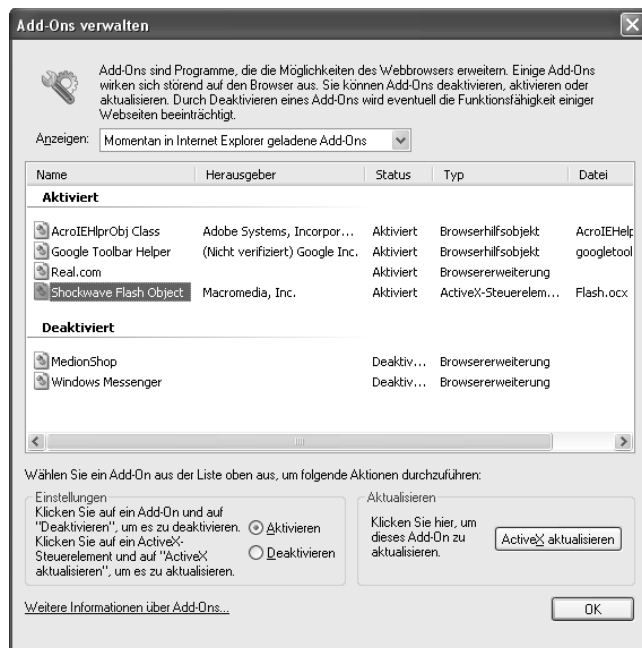 Add-Ons verwalten
Add-Ons sind Programme, die die Möglichkeiten des Webbrowsers erweitern. Einige Add-Ons
wirken sich störend auf den Browser aus. Sie können Add-Ons deaktivieren, aktivieren oder
aktualisieren. Durch Deaktivieren eines Add-Ons wird eventuell die Funktionsfähigkeit einiger
Webseiten beeinträchtigt.
Anzeigen: Momentan in Internet Explorer geladene Add-Ons
Name Herausgeber Status Typ Datei
Aktiviert
AcroIEHlprObj Class Adobe Systems, Incorpor... Aktiviert Browserhilfsobjekt AcroIEHelp
Google Toolbar Helper (Nicht verifiziert) Google Inc. Aktiviert Browserhilfsobjekt googletool
Real.com Aktiviert Browsererweiterung
Shockwave Flash Object Macromedia, Inc. Aktiviert ActiveX-Steuerelem... Flash.ocx
Deaktiviert
MedionShop Deaktiv... Browsererweiterung
Windows Messenger Deaktiv... Browsererweiterung
Wählen Sie ein Add-On aus der Liste oben aus, um folgende Aktionen durchzuführen:
Einstellungen
Klicken Sie auf ein Add-On und auf
"Deaktivieren", um es zu deaktivieren.
Klicken Sie auf ein ActiveX-
Steuerelement und auf "ActiveX
aktualisieren", um es zu aktualisieren.
Aktivieren
Deaktivieren
Aktualisieren
Klicken Sie hier, um
dieses Add-On zu
aktualisieren.
ActiveX aktualisieren
Weitere Informationen über Add-Ons...
OK